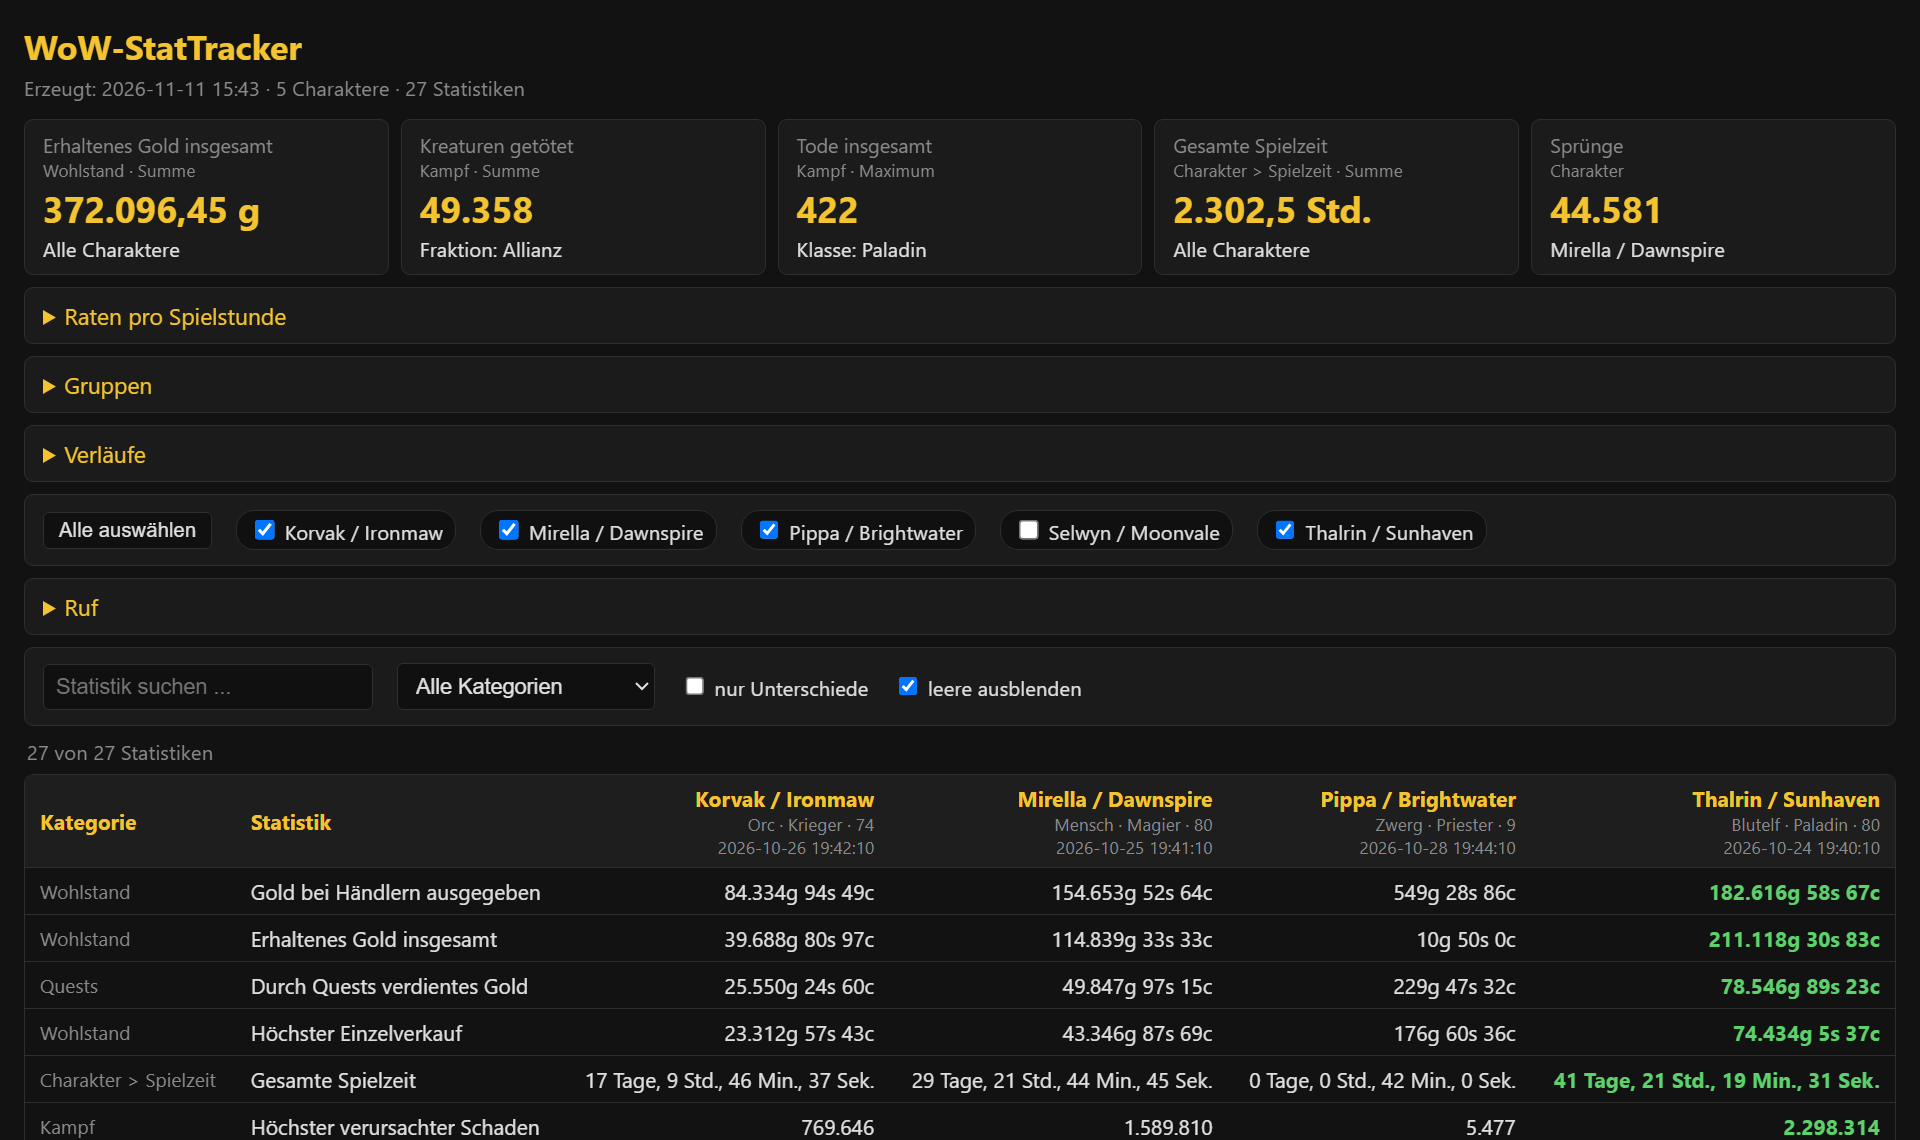 WoW-StatTracker
Erzeugt: 2026-11-11 15:43 · 5 Charaktere · 27 Statistiken
Erhaltenes Gold insgesamt
Wohlstand · Summe
372.096,45 g
Alle Charaktere
Kreaturen getötet
Kampf · Summe
49.358
Fraktion: Allianz
Tode insgesamt
Kampf · Maximum
422
Klasse: Paladin
Gesamte Spielzeit
Charakter > Spielzeit · Summe
2.302,5 Std.
Alle Charaktere
Sprünge
Charakter
44.581
Mirella / Dawnspire
Raten pro Spielstunde
Gruppen
Verläufe
Alle auswählen Korvak / Ironmaw Mirella / Dawnspire Pippa / Brightwater Selwyn / Moonvale Thalrin / Sunhaven
Ruf
Statistik suchen ... Alle Kategorien nur Unterschiede leere ausblenden
27 von 27 Statistiken
Kategorie Statistik
Korvak / Ironmaw
Orc · Krieger · 74
2026-10-26 19:42:10
Mirella / Dawnspire
Mensch · Magier · 80
2026-10-25 19:41:10
Pippa / Brightwater
Zwerg · Priester · 9
2026-10-28 19:44:10
Thalrin / Sunhaven
Blutelf · Paladin · 80
2026-10-24 19:40:10
Wohlstand Gold bei Händlern ausgegeben 84.334g 94s 49c 154.653g 52s 64c 549g 28s 86c 182.616g 58s 67c
Wohlstand Erhaltenes Gold insgesamt 39.688g 80s 97c 114.839g 33s 33c 10g 50s 0c 211.118g 30s 83c
Quests Durch Quests verdientes Gold 25.550g 24s 60c 49.847g 97s 15c 229g 47s 32c 78.546g 89s 23c
Wohlstand Höchster Einzelverkauf 23.312g 57s 43c 43.346g 87s 69c 176g 60s 36c 74.434g 5s 37c
Charakter > Spielzeit Gesamte Spielzeit 17 Tage, 9 Std., 46 Min., 37 Sek. 29 Tage, 21 Std., 44 Min., 45 Sek. 0 Tage, 0 Std., 42 Min., 0 Sek. 41 Tage, 21 Std., 19 Min., 31 Sek.
Kampf Höchster verursachter Schaden 769.646 1.589.810 5.477 2.298.314